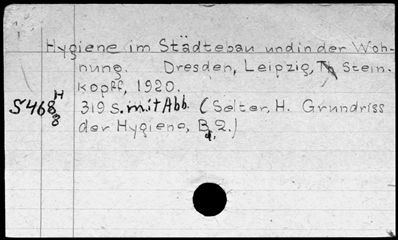 Hygiene im Städtebau und in der Woh-
nung. Dresden, Leipzig, Th Stein-
kopff, 1920.
S468 H
8
319 S. mit Abb. (Selter, H. Grundriss
der Hygiene, Bd. 2.)